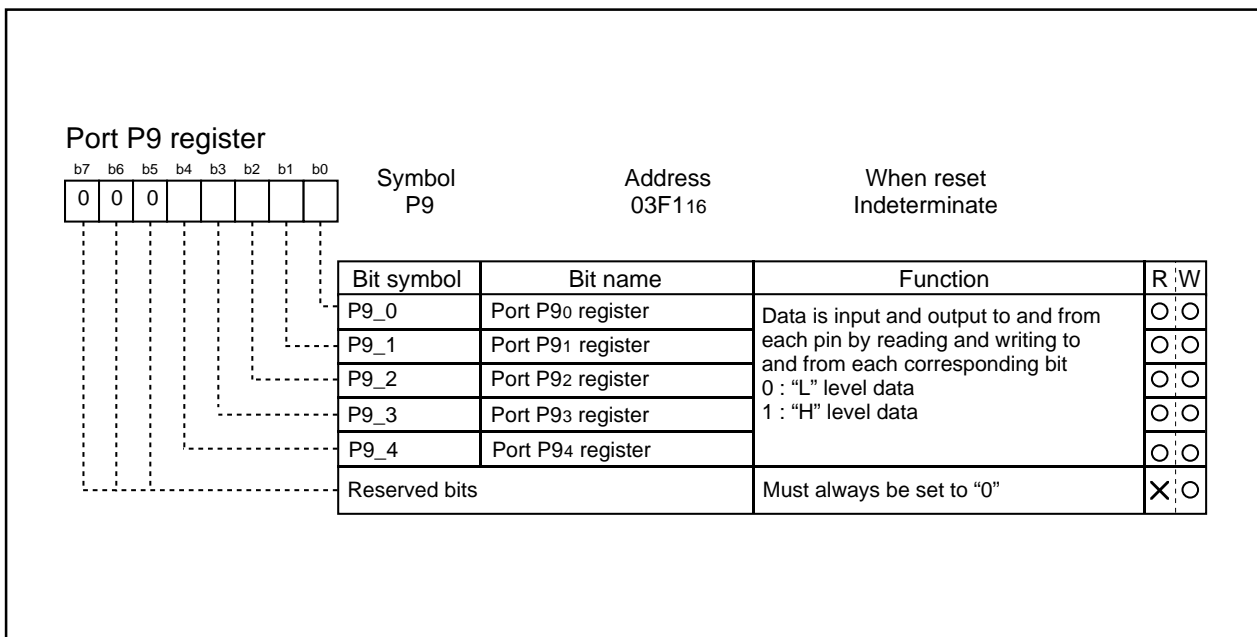 Port P9 register
b7 b6 b5 b4 b3 b2 b1 b0
0 0 0
Symbol Address When reset
P9 03F116 Indeterminate
Bit symbol Bit name Function R W
P9_0 Port P90 register
P9_1 Port P91 register
P9_2 Port P92 register
P9_3 Port P93 register
P9_4 Port P94 register
Data is input and output to and from
each pin by reading and writing to
and from each corresponding bit
0 : “L” level data
1 : “H” level data
Reserved bits Must always be set to “0”